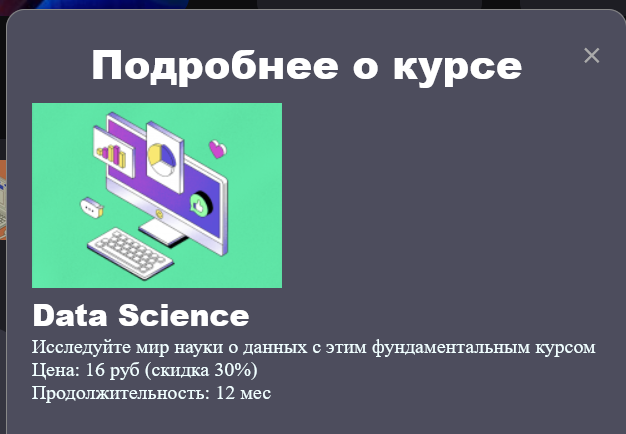 Подробнее о курсе
Data Science
Исследуйте мир науки о данных с этим фундаментальным курсом
Цена: 16 руб (скидка 30%)
Продолжительность: 12 мес